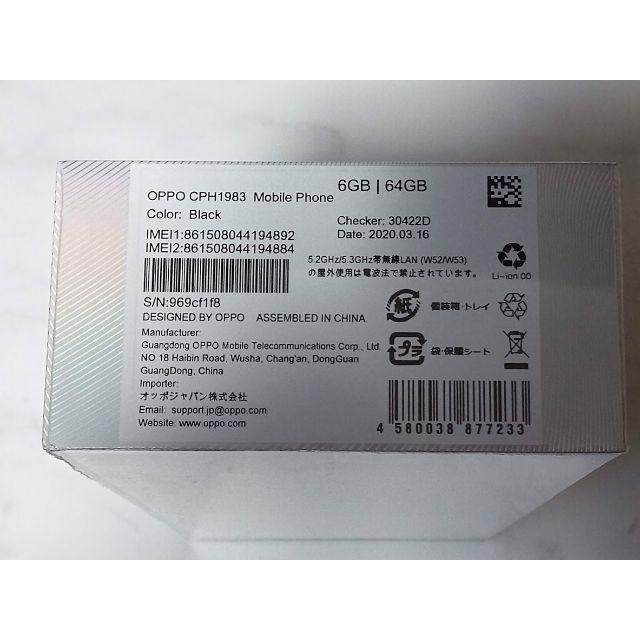 OPPO CPH1983 Mobile Phone 6GB | 64GB
Color: Black
Checker: 30422D
IMEI1:861508044194892
Date: 2020.03.16
IMEI2:861508044194884
5.2GHz/5.3GHz帯無線LAN (W52/W53)
の屋外使用は電波法で禁止されています。
Li-ion 00
S/N:969cf1f8
紙 個装箱・トレイ
DESIGNED BY OPPO ASSEMBLED IN CHINA
Manufacturer:
Guangdong OPPO Mobile Telecommunications Corp., Ltd.
NO 18 Haibin Road, Wusha, Chang'an, DongGuan
GuangDong, China
プラ 袋・保護シート
Importer:
オッポジャパン株式会社
Email: support.jp@oppo.com
Website: www.oppo.com
4 580038 877233